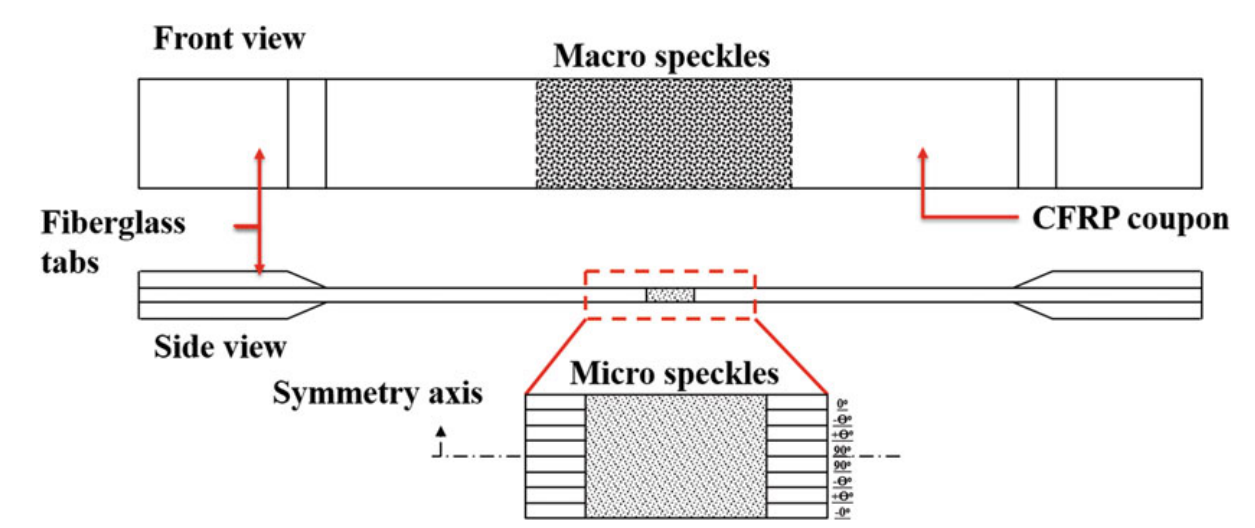 Front view
Macro speckles
Fiberglass
tabs
CFRP coupon
Side view
Micro speckles
Symmetry axis
0°
-Θ°
+Θ°
90°
90°
-Θ°
+Θ°
-0°